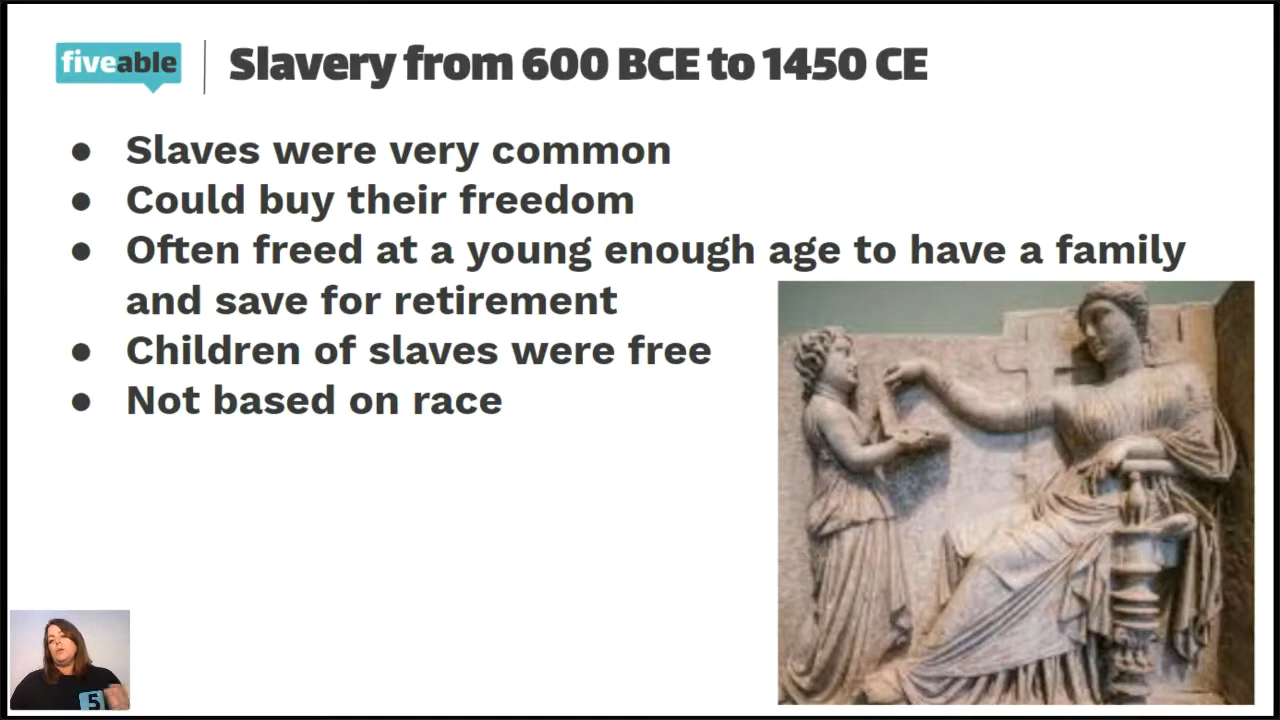 fiveable
Slavery from 600 BCE to 1450 CE
● Slaves were very common
● Could buy their freedom
● Often freed at a young enough age to have a family
and save for retirement
● Children of slaves were free
● Not based on race
5